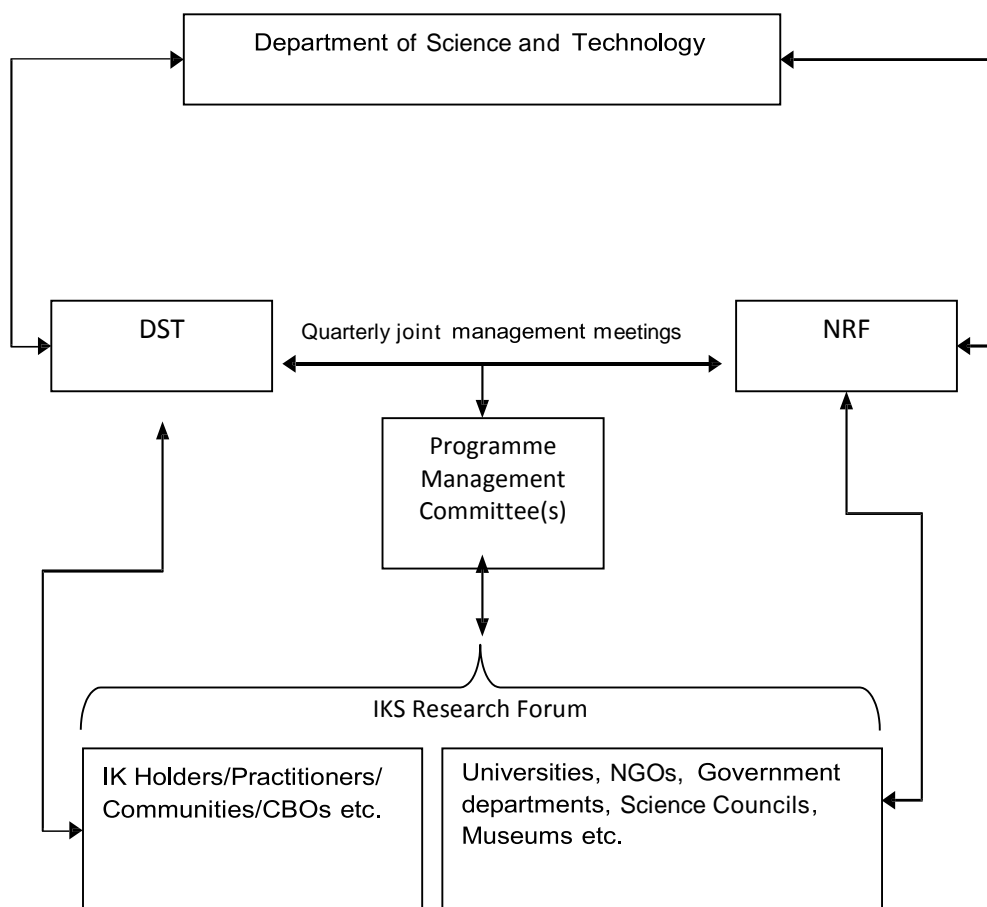 Department of Science and Technology
DST
Quarterly joint management meetings
NRF
Programme
Management
Committee(s)
IKS Research Forum
IK Holders/Practitioners/
Communities/CBOs etc.
Universities, NGOs, Government
departments, Science Councils,
Museums etc.